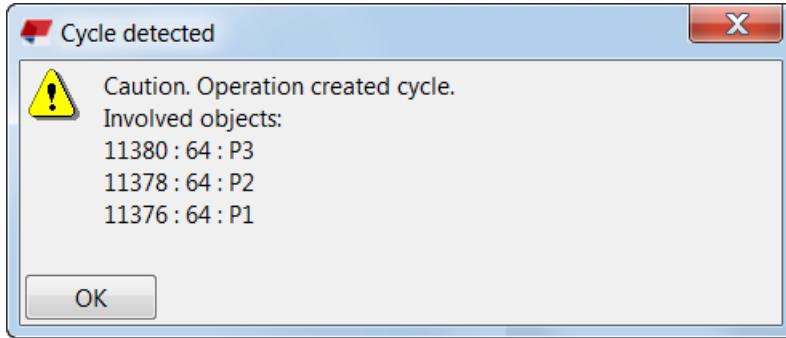 Cycle detected
Caution. Operation created cycle.
Involved objects:
11380 : 64 : P3
11378 : 64 : P2
11376 : 64 : P1
OK